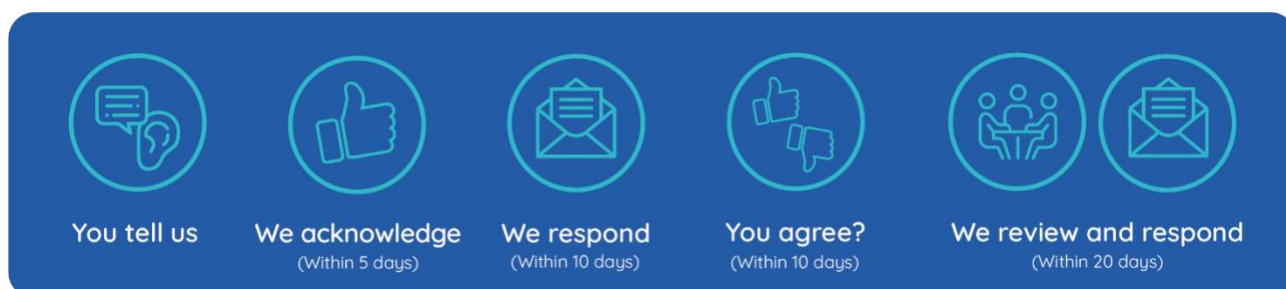 You tell us
We acknowledge
(Within 5 days)
We respond
(Within 10 days)
You agree?
(Within 10 days)
We review and respond
(Within 20 days)